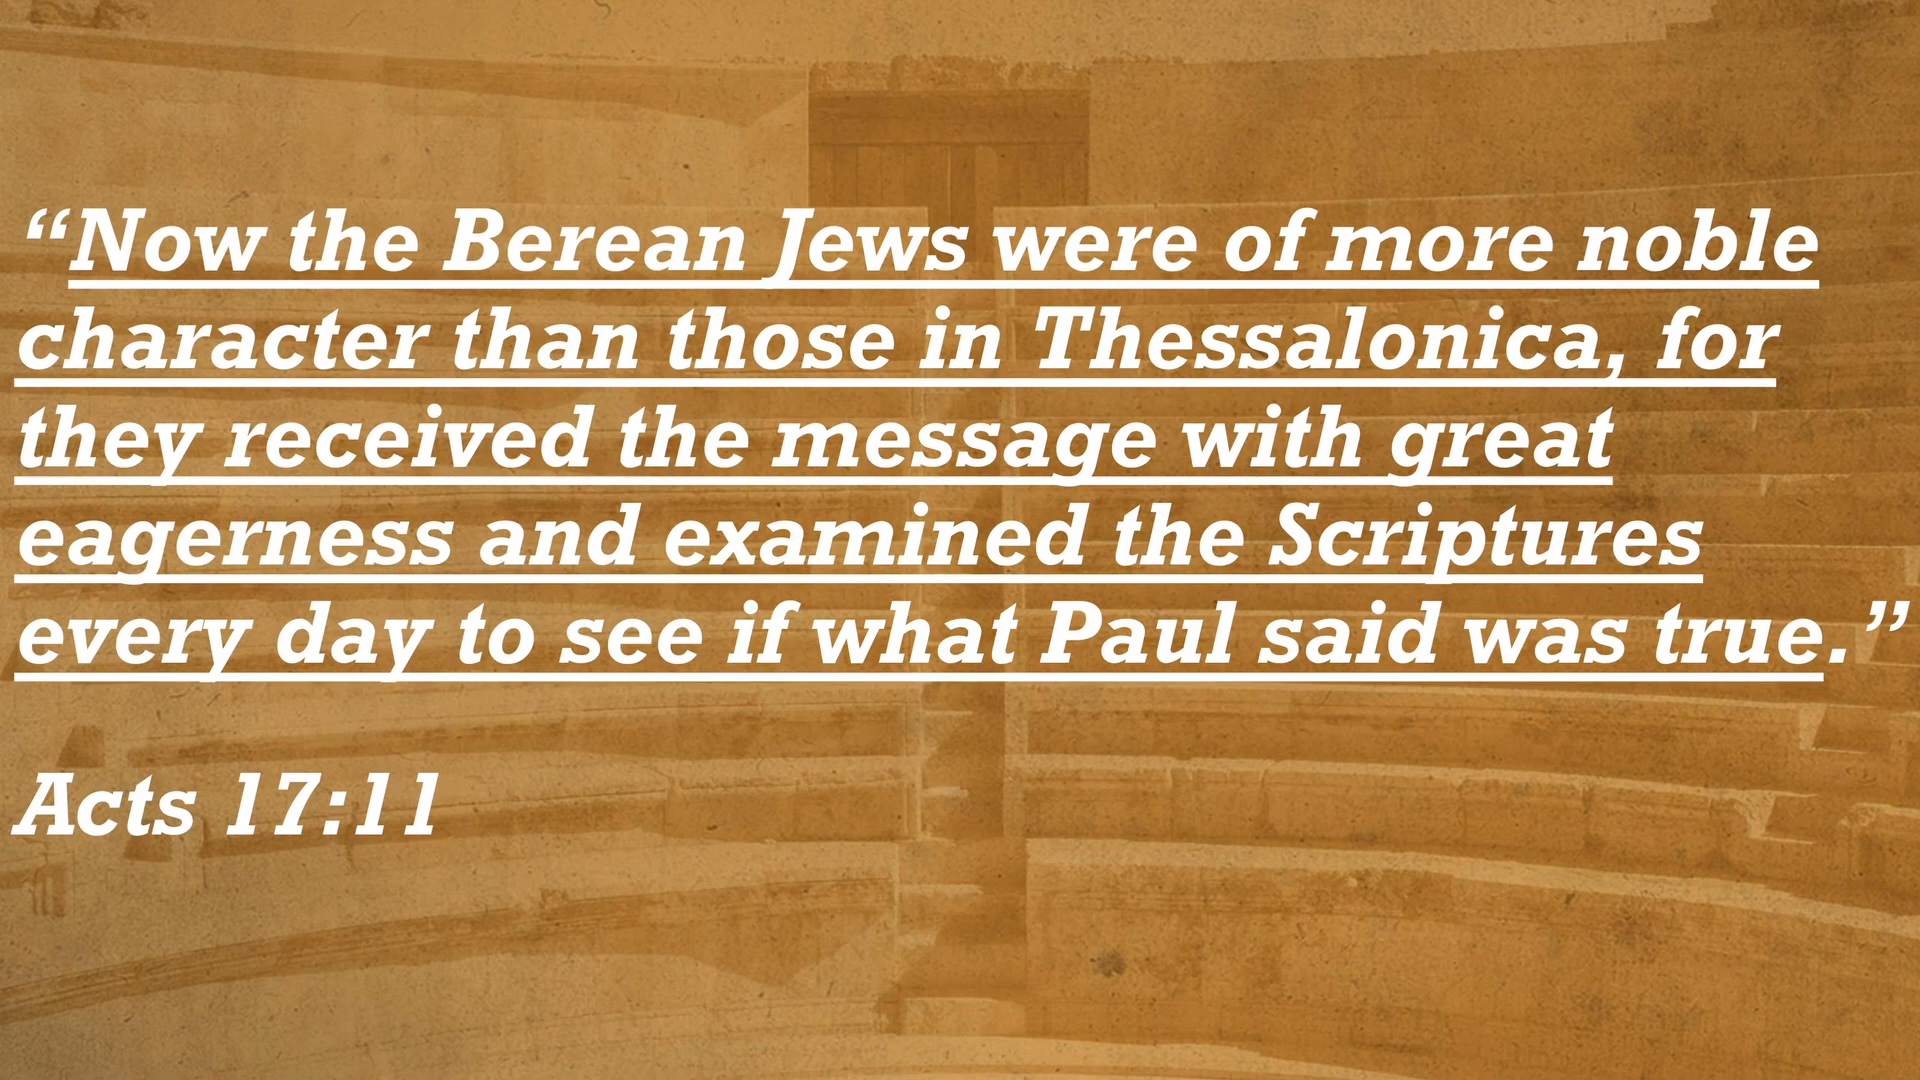 “Now the Berean Jews were of more noble
character than those in Thessalonica, for
they received the message with great
eagerness and examined the Scriptures
every day to see if what Paul said was true.”
Acts 17:11